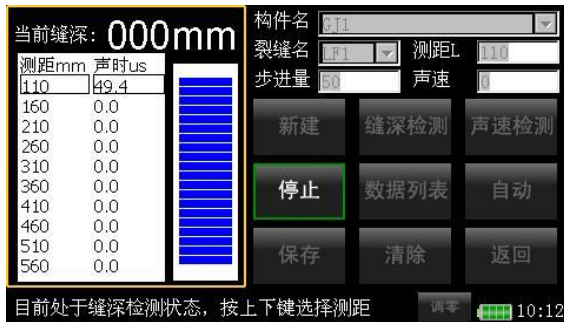 当前缝深: 000mm
测距mm 声时us
110 49.4
160 0.0
210 0.0
260 0.0
310 0.0
360 0.0
410 0.0
460 0.0
510 0.0
560 0.0
构件名 GJ1
裂缝名 LF1 测距L 110
步进量 50 声速 0
新建 缝深检测 声速检测
停止 数据列表 自动
保存 清除 返回
目前处于缝深检测状态，按上下键选择测距 调零 10:12